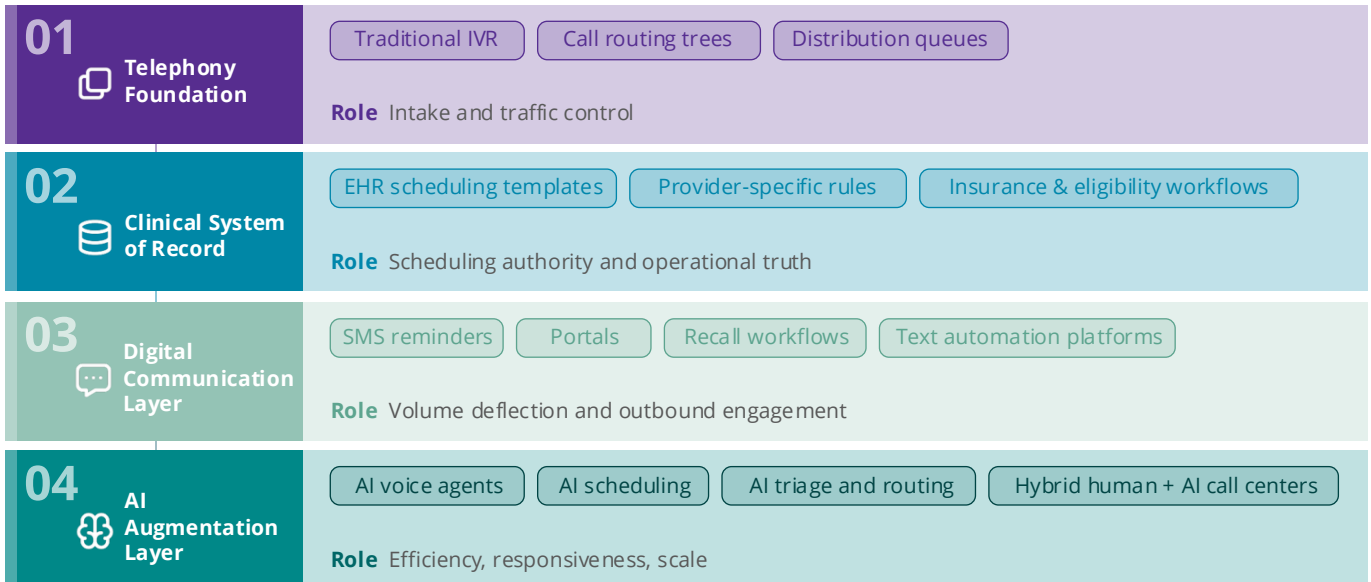 01
Telephony
Foundation
Traditional IVR
Call routing trees
Distribution queues
Role Intake and traffic control
02
Clinical System
of Record
EHR scheduling templates
Provider-specific rules
Insurance & eligibility workflows
Role Scheduling authority and operational truth
03
Digital
Communication
Layer
SMS reminders
Portals
Recall workflows
Text automation platforms
Role Volume deflection and outbound engagement
04
AI
Augmentation
Layer
AI voice agents
AI scheduling
AI triage and routing
Hybrid human + AI call centers
Role Efficiency, responsiveness, scale